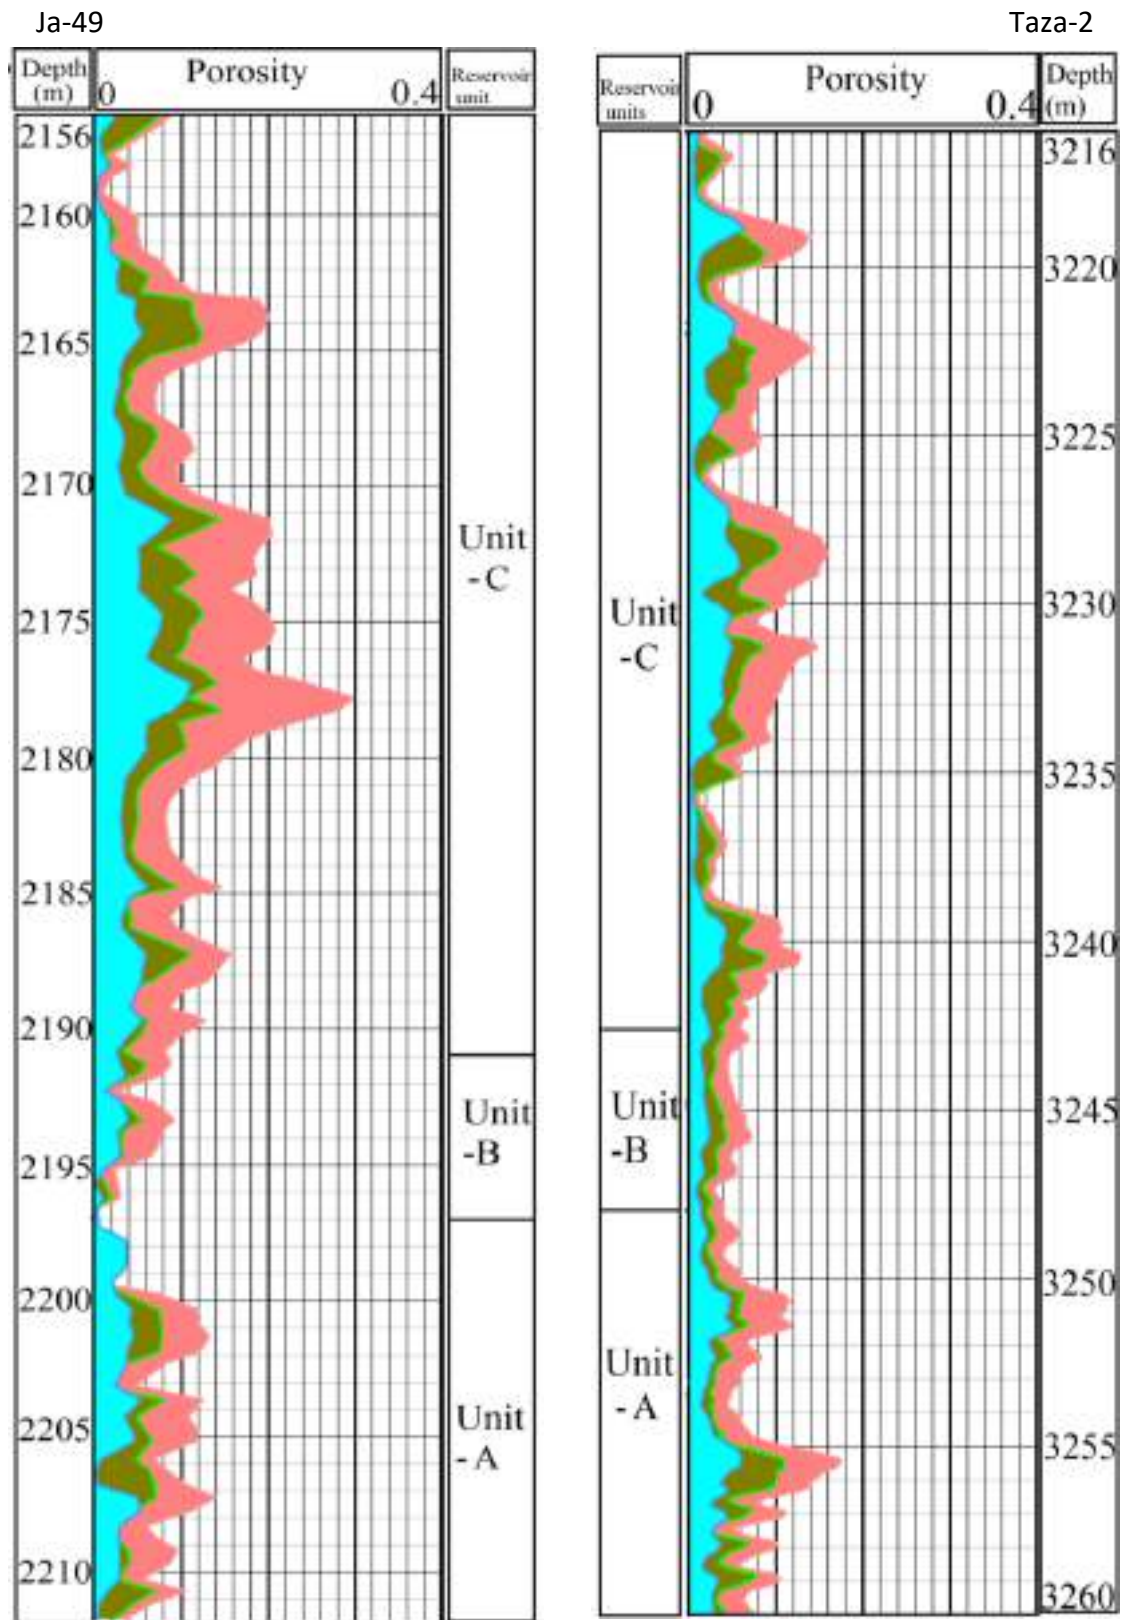 Ja-49
Taza-2
Depth
(m)
Porosity
0
0.4
Reservoir
unit
2156
2160
2165
2170
2175
2180
2185
2190
2195
2200
2205
2210
Unit
-C
Unit
-B
Unit
-A
Reservoir
units
Porosity
0
0.4
Depth
(m)
Unit
-C
Unit
-B
Unit
-A
3216
3220
3225
3230
3235
3240
3245
3250
3255
3260